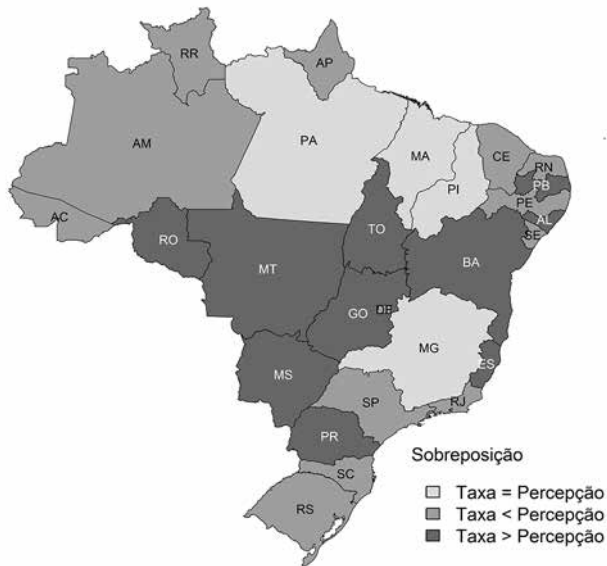 RR
AP
AM
PA
MA
CE
RN
PI
PB
PE
AC
AL
TO
SE
RO
BA
MT
GO
DF
MG
ES
MS
SP
RJ
PR
SC
RS
Sobreposição
Taxa = Percepção
Taxa < Percepção
Taxa > Percepção